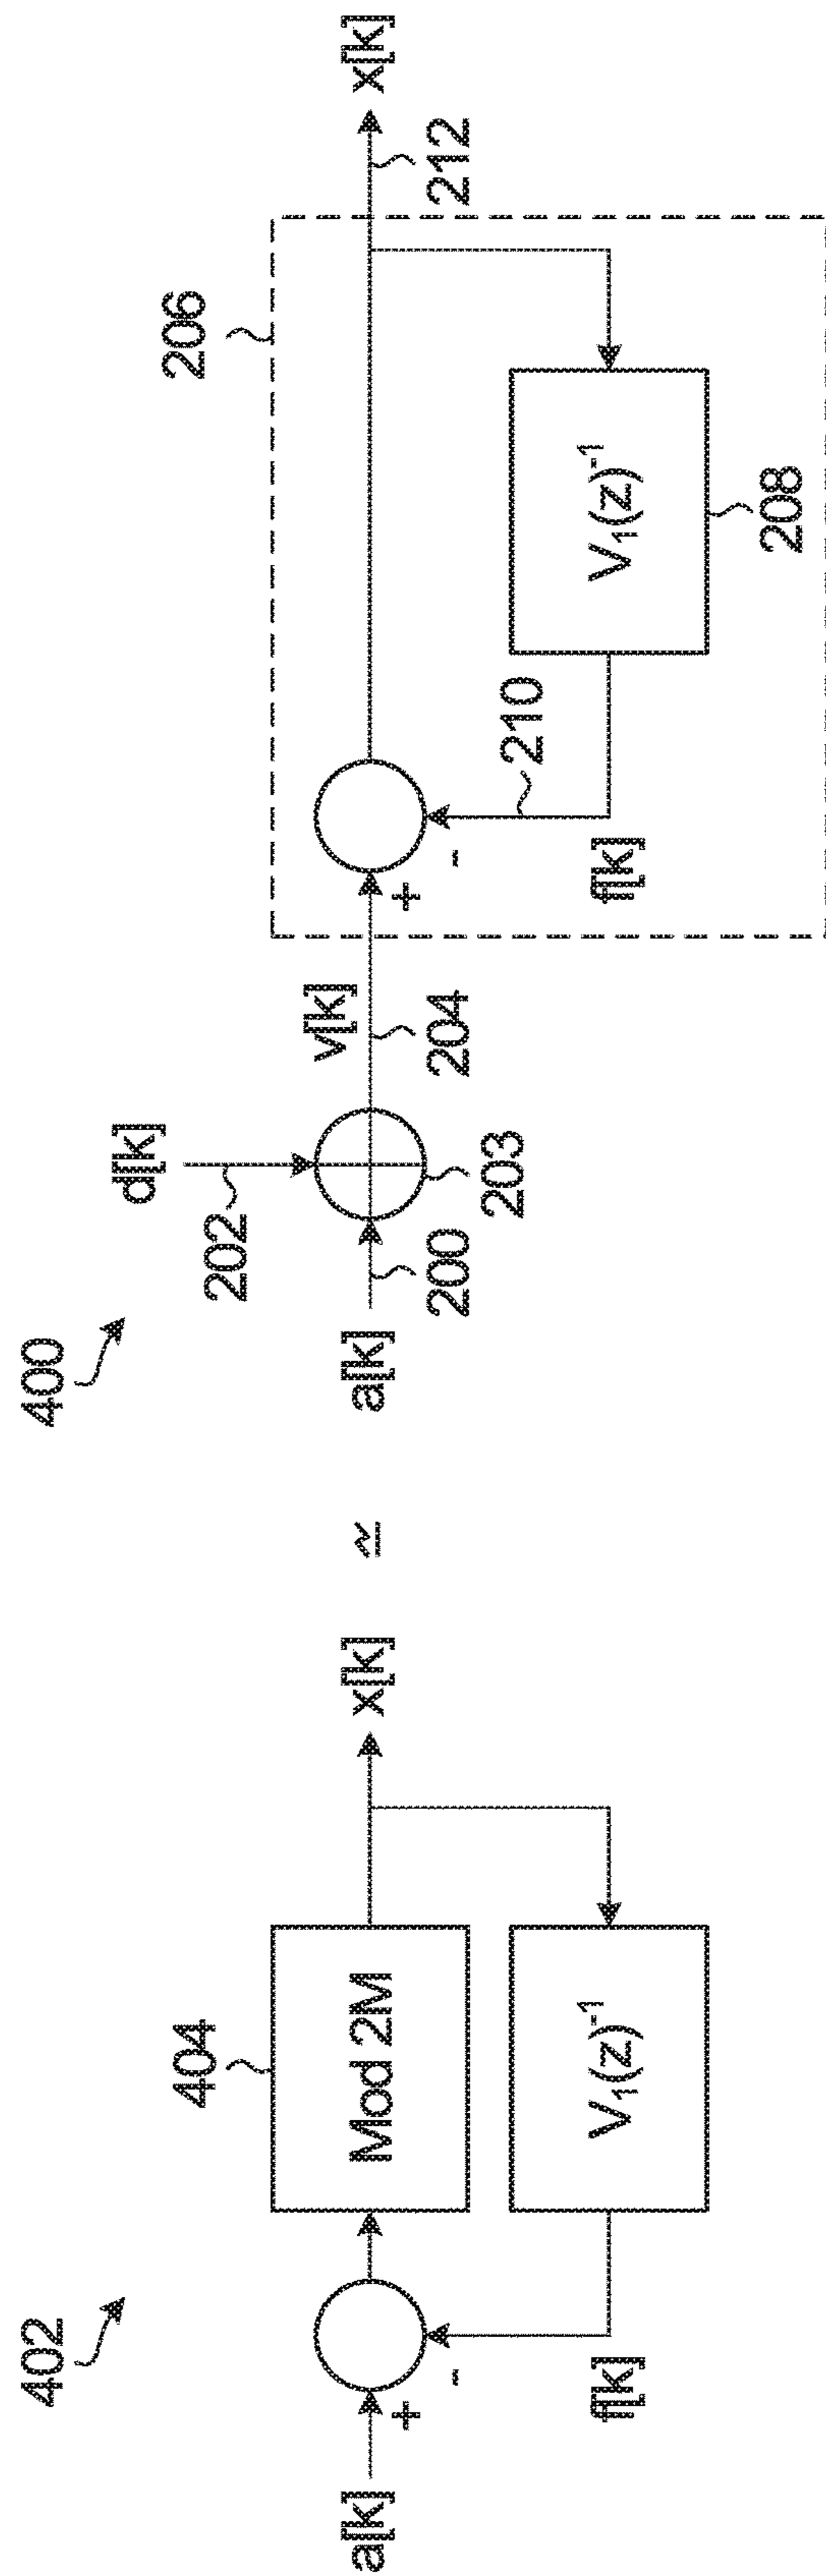 402
404
a[k]
+
-
Mod 2M
x[k]
f[k]
V₁(z)⁻¹
≃
400
d[k]
202
a[k]
200
203
v[k]
204
206
+
-
x[k]
212
210
f[k]
V₁(z)⁻¹
208